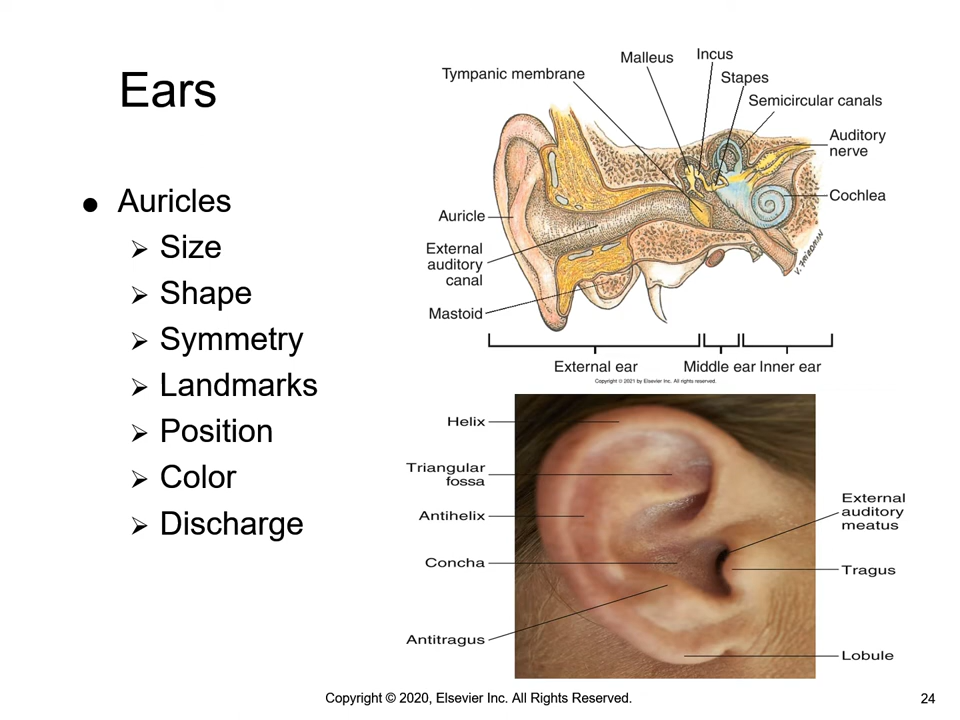 Ears
● Auricles
➢ Size
➢ Shape
➢ Symmetry
➢ Landmarks
➢ Position
➢ Color
➢ Discharge
Malleus
Incus
Tympanic membrane
Stapes
Semicircular canals
Auditory
nerve
Cochlea
Auricle
External
auditory
canal
Mastoid
V. FRIEDMAN
External ear
Middle ear
Inner ear
Copyright © 2021 by Elsevier Inc. All rights reserved.
Helix
Triangular
fossa
Antihelix
Concha
Antitragus
External
auditory
meatus
Tragus
Lobule
Copyright © 2020, Elsevier Inc. All Rights Reserved.
24